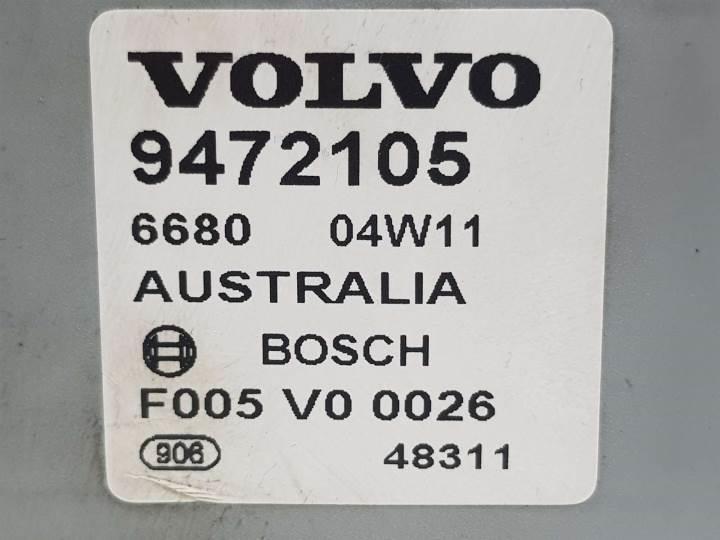 VOLVO
9472105
6680 04W11
AUSTRALIA
BOSCH
F005 V0 0026
906 48311